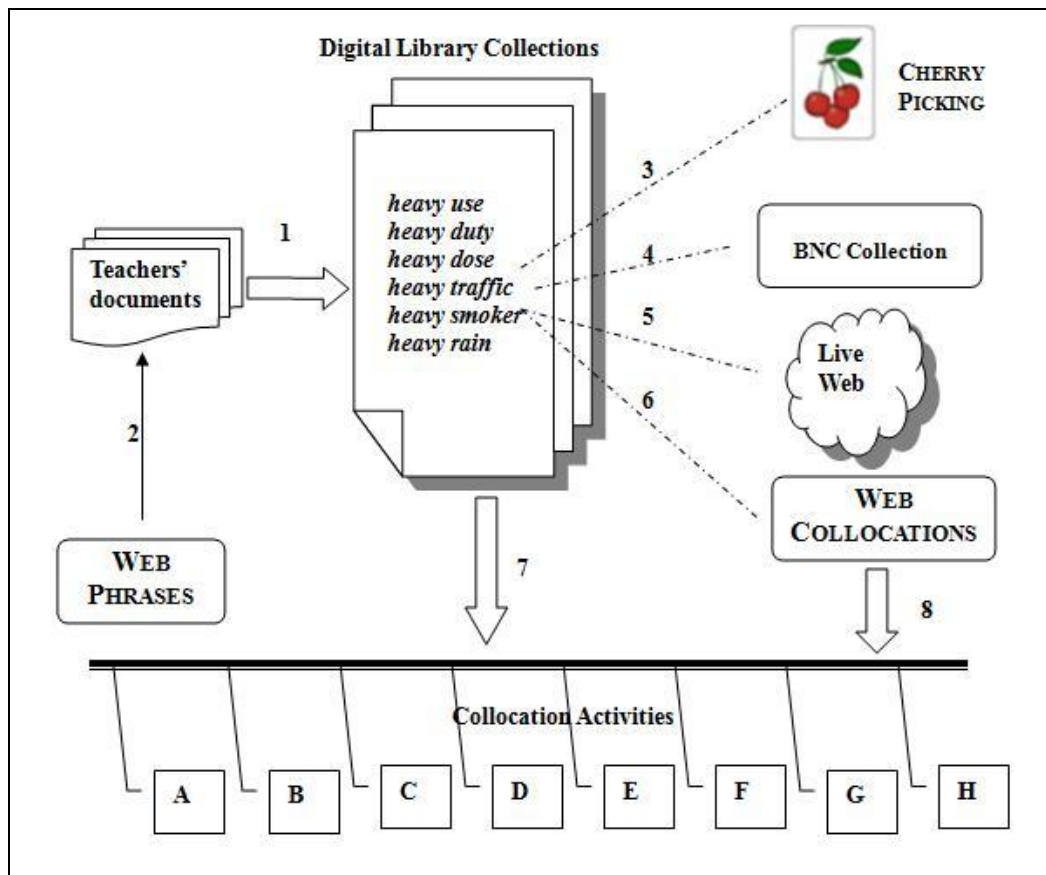 Digital Library Collections
CHERRY
PICKING
3
heavy use
heavy duty
heavy dose
heavy traffic
heavy smoker
heavy rain
1
Teachers’
documents
4
BNC Collection
5
Live
Web
6
2
WEB
PHRASES
WEB
COLLOCATIONS
7
8
Collocation Activities
A
B
C
D
E
F
G
H